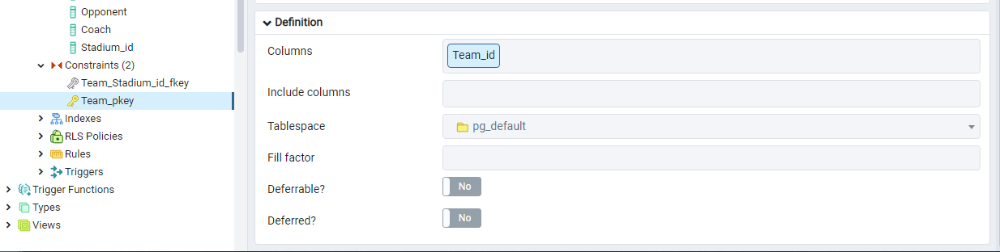 Opponent
Coach
Stadium_id
Constraints (2)
Team_Stadium_id_fkey
Team_pkey
Indexes
RLS Policies
Rules
Triggers
Trigger Functions
Types
Views
Definition
Columns
Team_id
Include columns
Tablespace
pg_default
Fill factor
Deferrable?
No
Deferred?
No